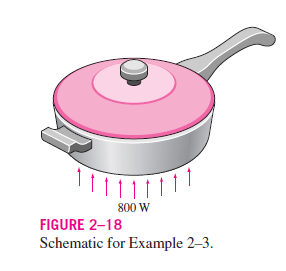 800 W
FIGURE 2–18
Schematic for Example 2–3.